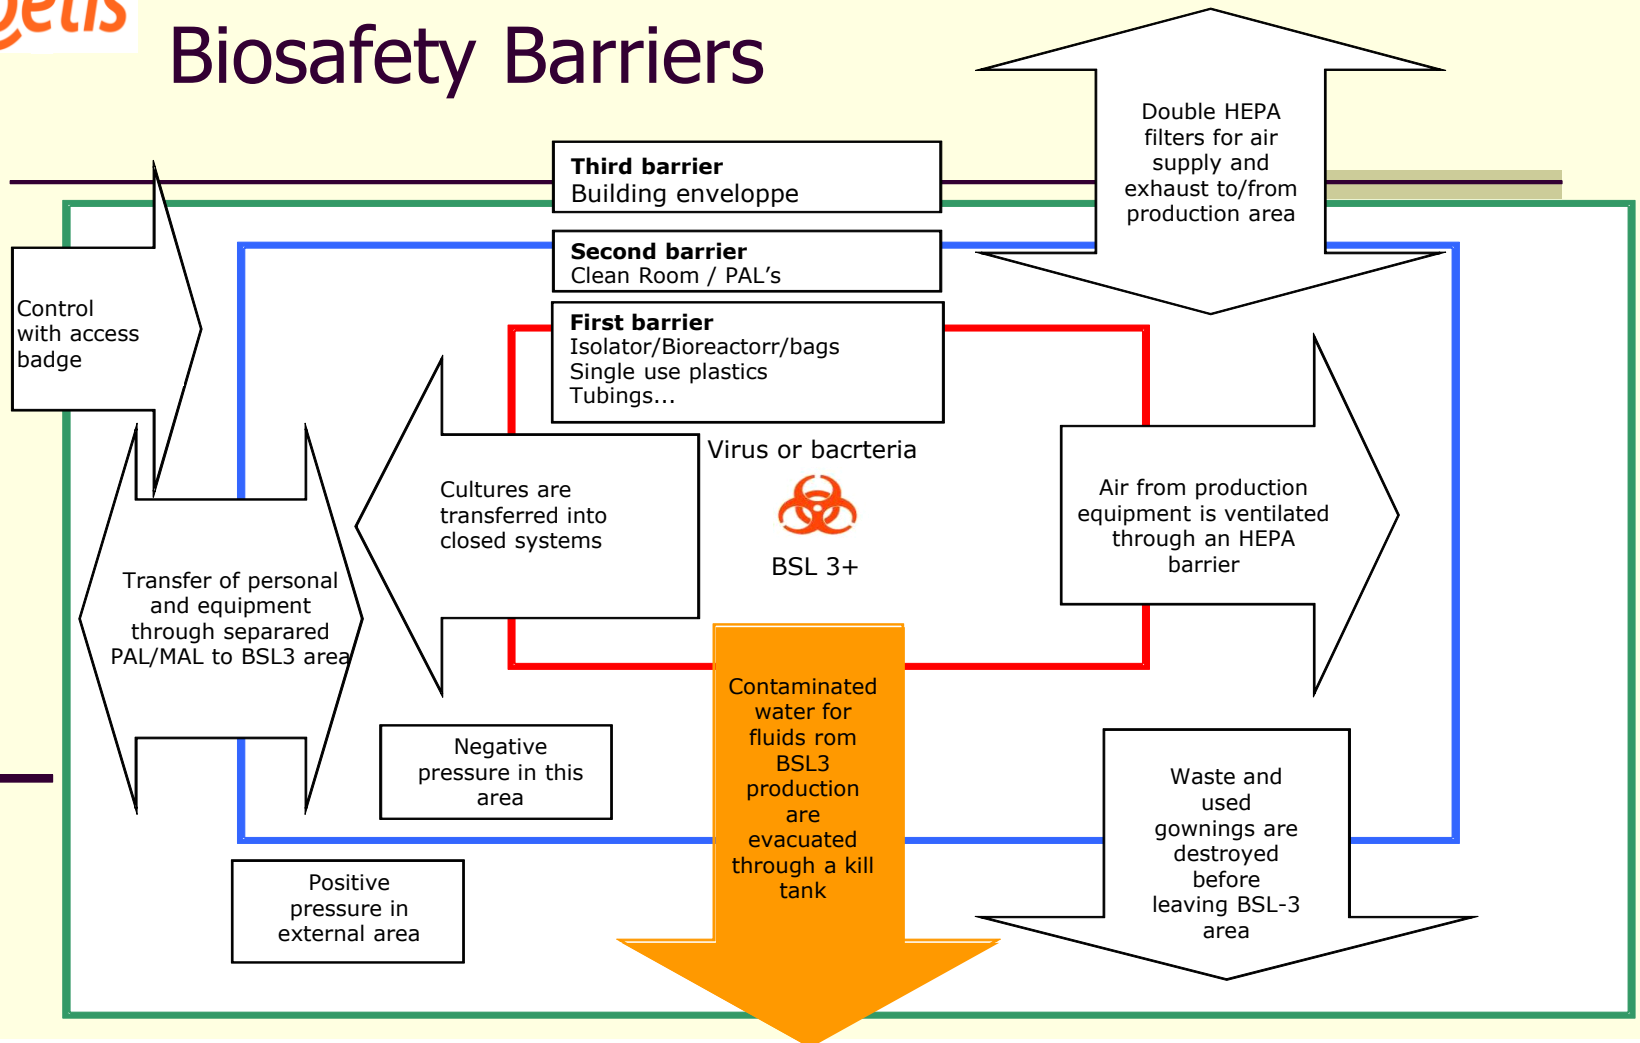 Biosafety Barriers
Double HEPA
filters for air
supply and
exhaust to/from
production area
Third barrier
Building enveloppe
Second barrier
Clean Room / PAL’s
First barrier
Isolator/Bioreactorr/bags
Single use plastics
Tubings...
Control
with access
badge
Virus or bacrteria
BSL 3+
Cultures are
transferred into
closed systems
Air from production
equipment is ventilated
through an HEPA
barrier
Transfer of personal
and equipment
through separared
PAL/MAL to BSL3 area
Contaminated
water for
fluids rom
BSL3
production
are
evacuated
through a kill
tank
Negative
pressure in this
area
Waste and
used
gownings are
destroyed
before
leaving BSL-3
area
Positive
pressure in
external area